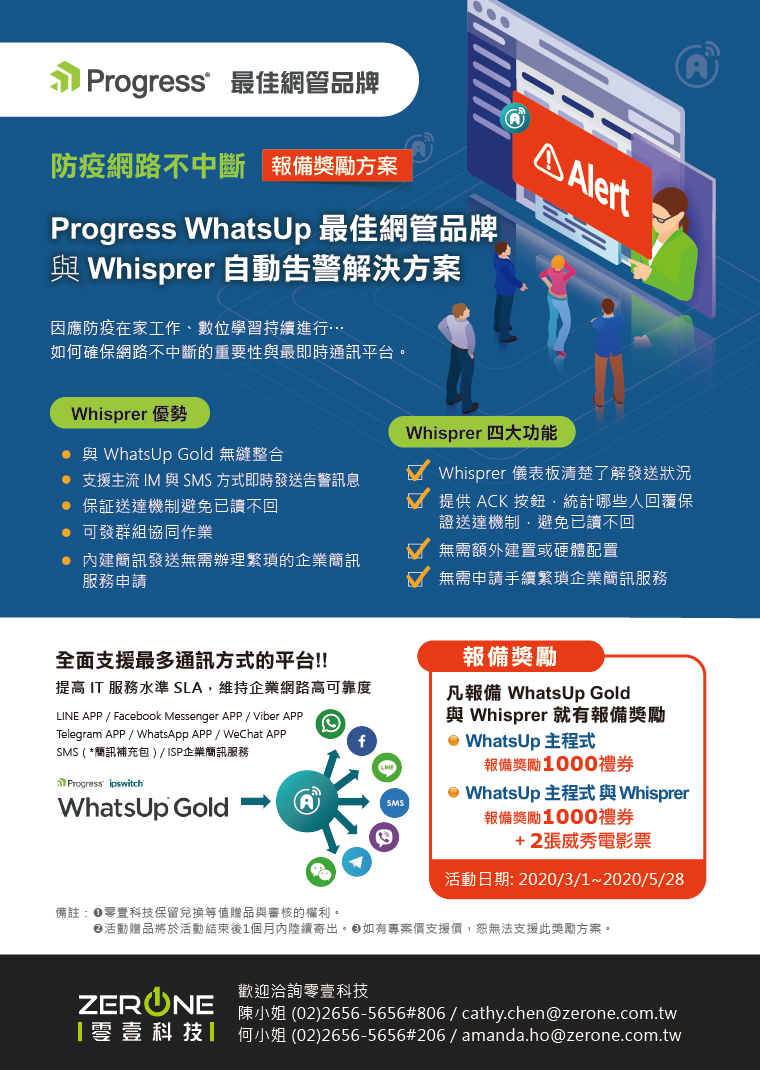 Progress® 最佳網管品牌
防疫網路不中斷 報備獎勵方案
Alert
Progress WhatsUp 最佳網管品牌
與 Whisprer 自動告警解決方案
因應防疫在家工作、數位學習持續進行⋯
如何確保網路不中斷的重要性與最即時通訊平台。
Whisprer 優勢
與 WhatsUp Gold 無縫整合
支援主流 IM 與 SMS 方式即時發送告警訊息
保証送達機制避免已讀不回
可發群組協同作業
內建簡訊發送無需辦理繁瑣的企業簡訊
服務申請
Whisprer 四大功能
Whisprer 儀表板清楚了解發送狀況
提供 ACK 按鈕，統計哪些人回覆保
證送達機制，避免已讀不回
無需額外建置或硬體配置
無需申請手續繁瑣企業簡訊服務
全面支援最多通訊方式的平台!!
提高 IT 服務水準 SLA，維持企業網路高可靠度
LINE APP / Facebook Messenger APP / Viber APP
Telegram APP / WhatsApp APP / WeChat APP
SMS ( *簡訊補充包 ) / ISP企業簡訊服務
Progress® ipswitch®
WhatsUp® Gold
A
f
LINE
SMS
報備獎勵
凡報備 WhatsUp Gold
與 Whisprer 就有報備獎勵
WhatsUp 主程式
報備獎勵1000禮券
WhatsUp 主程式 與 Whisprer
報備獎勵1000禮券
+ 2張威秀電影票
活動日期: 2020/3/1~2020/5/28
備註：❶零壹科技保留兌換等值贈品與審核的權利。
❷活動贈品將於活動結束後1個月內陸續寄出。❸如有專案價支援價，恕無法支援此獎勵方案。
ZERONE
零壹科技
歡迎洽詢零壹科技
陳小姐 (02)2656-5656#806 / cathy.chen@zerone.com.tw
何小姐 (02)2656-5656#206 / amanda.ho@zerone.com.tw